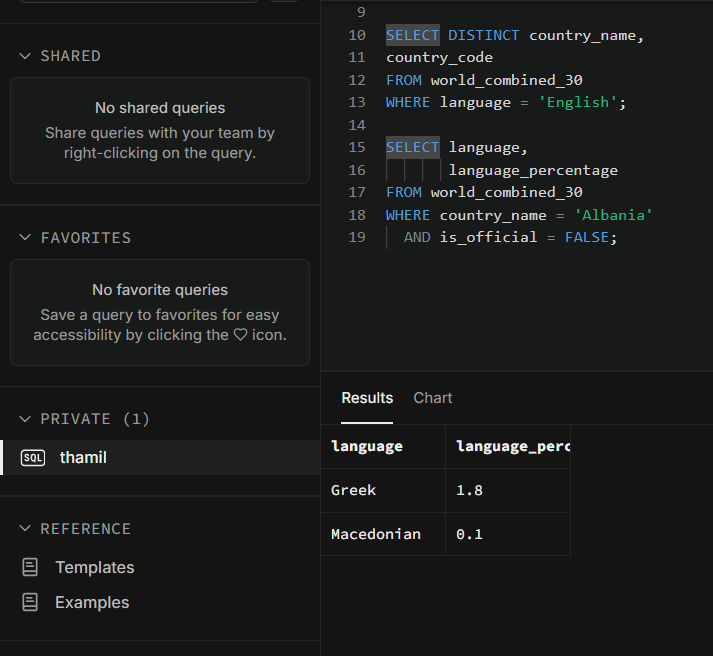 SHARED
No shared queries
Share queries with your team by
right-clicking on the query.
FAVORITES
No favorite queries
Save a query to favorites for easy
accessibility by clicking the icon.
PRIVATE (1)
SQL thamil
REFERENCE
Templates
Examples
9
10 SELECT DISTINCT country_name,
11 country_code
12 FROM world_combined_30
13 WHERE language = 'English';
14
15 SELECT language,
16 language_percentage
17 FROM world_combined_30
18 WHERE country_name = 'Albania'
19 AND is_official = FALSE;
Results Chart
language language_perc
Greek 1.8
Macedonian 0.1